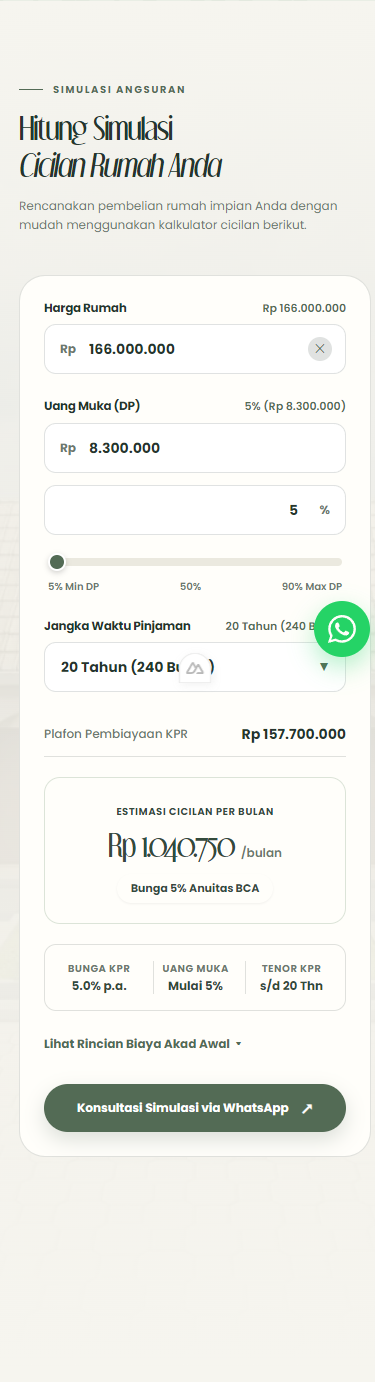 SIMULASI ANGSURAN
Hitung Simulasi
Cicilan Rumah Anda
Rencanakan pembelian rumah impian Anda dengan
mudah menggunakan kalkulator cicilan berikut.
Harga Rumah Rp 166.000.000
Rp 166.000.000
Uang Muka (DP) 5% (Rp 8.300.000)
Rp 8.300.000
5 %
5% Min DP 50% 90% Max DP
Jangka Waktu Pinjaman 20 Tahun (240 B
20 Tahun (240 Bu )
Plafon Pembiayaan KPR Rp 157.700.000
ESTIMASI CICILAN PER BULAN
Rp 1.040.750 /bulan
Bunga 5% Anuitas BCA
BUNGA KPR UANG MUKA TENOR KPR
5.0% p.a. Mulai 5% s/d 20 Thn
Lihat Rincian Biaya Akad Awal
Konsultasi Simulasi via WhatsApp ↗